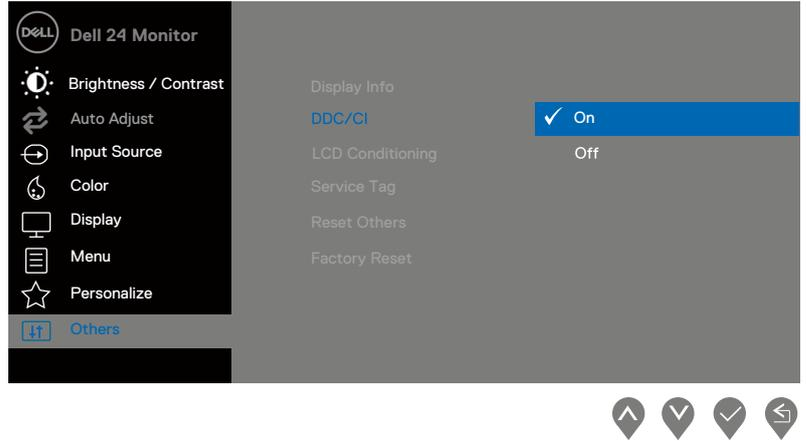 DELL
Dell 24 Monitor
Brightness / Contrast
Auto Adjust
Input Source
Color
Display
Menu
Personalize
Others
Display Info
DDC/CI
LCD Conditioning
Service Tag
Reset Others
Factory Reset
On
Off